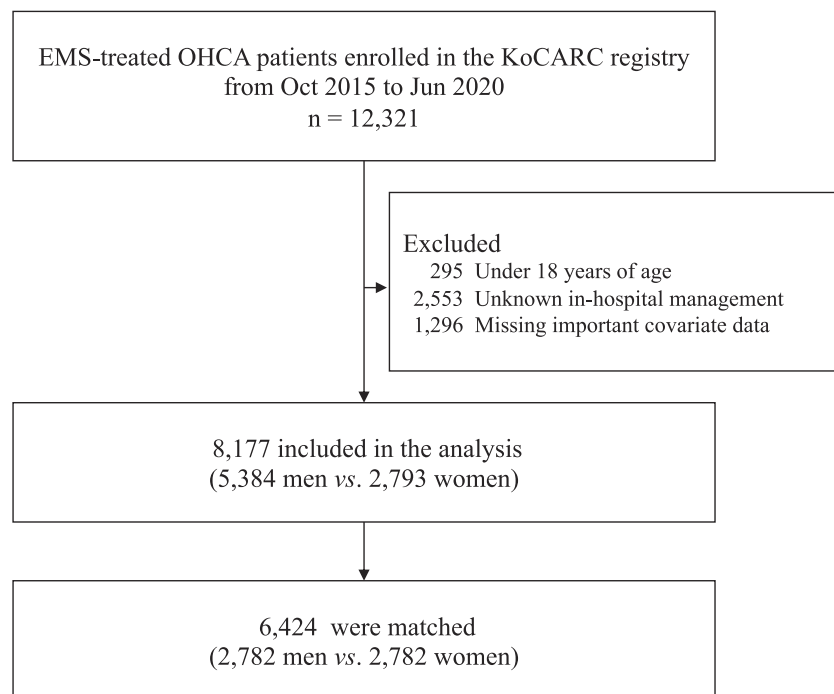 EMS-treated OHCA patients enrolled in the KoCARC registry
from Oct 2015 to Jun 2020
n = 12,321
Excluded
295 Under 18 years of age
2,553 Unknown in-hospital management
1,296 Missing important covariate data
8,177 included in the analysis
(5,384 men vs. 2,793 women)
6,424 were matched
(2,782 men vs. 2,782 women)